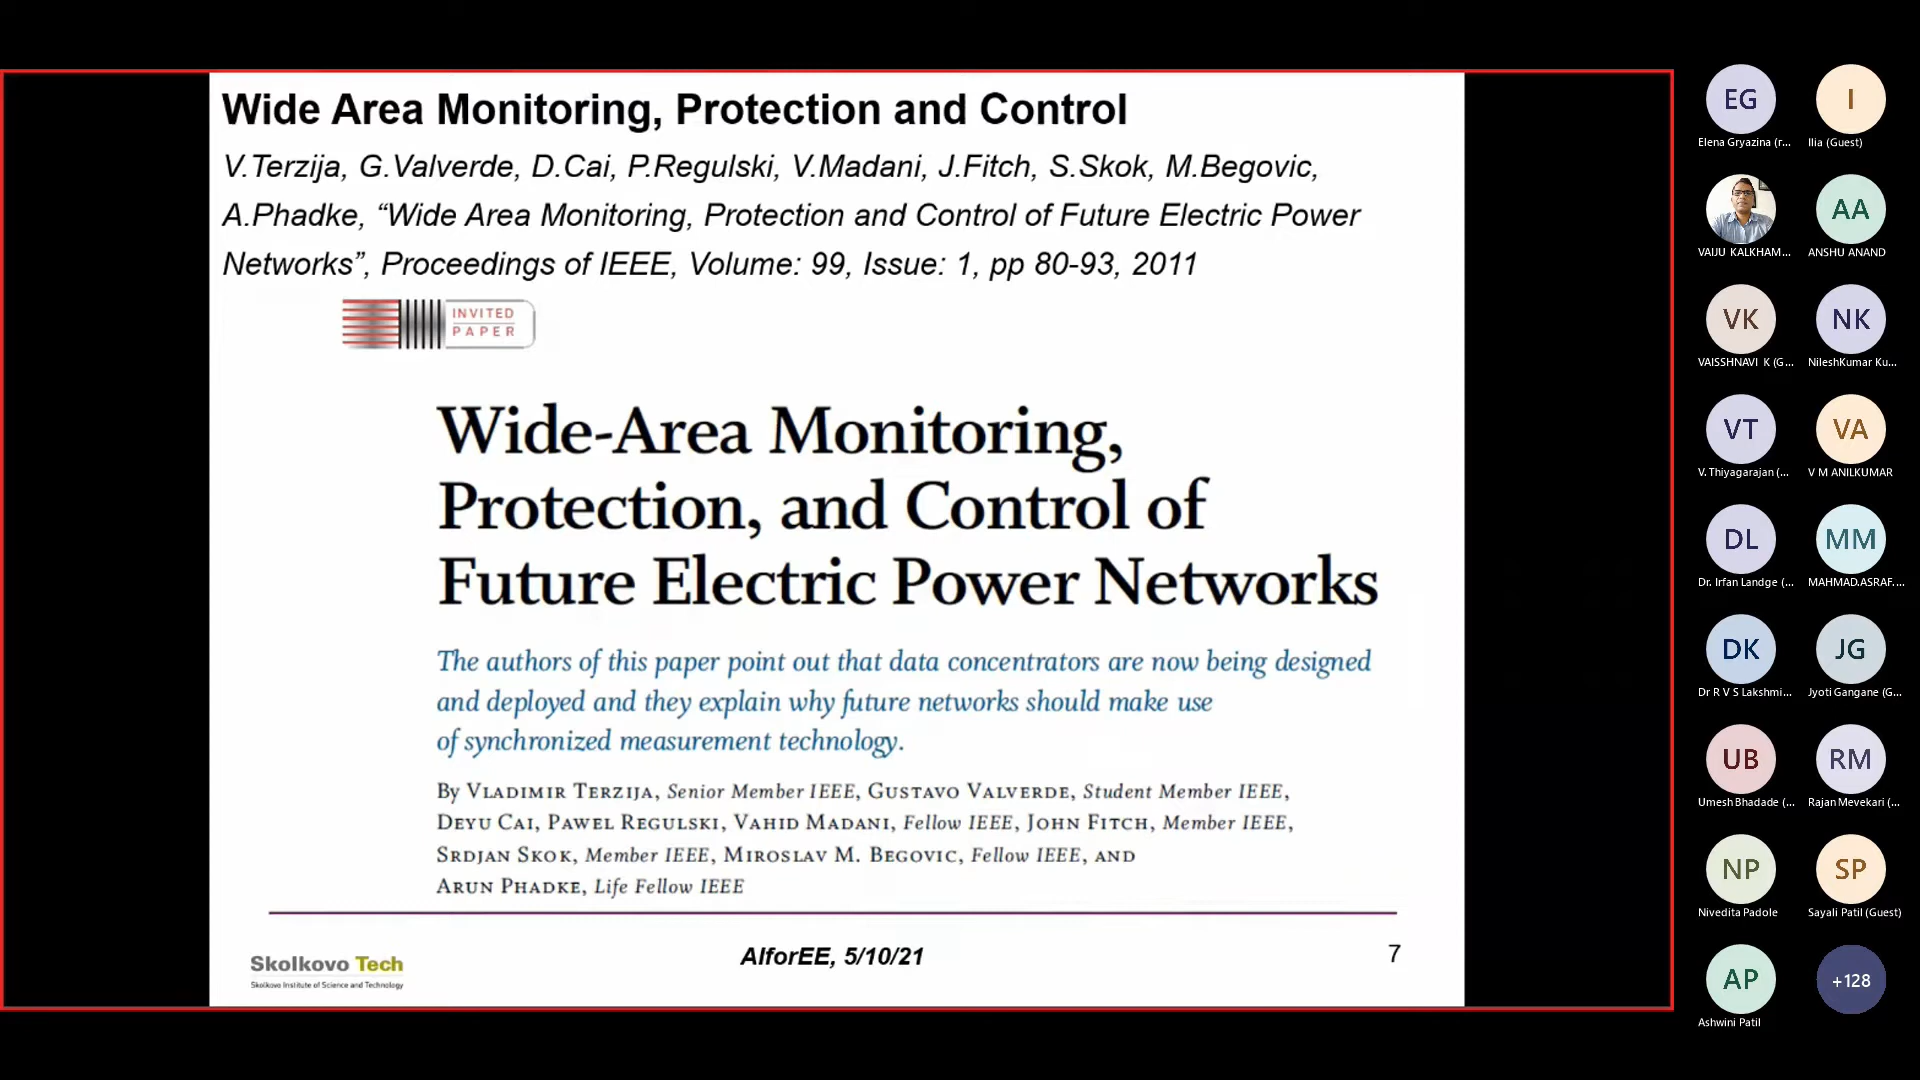 Wide Area Monitoring, Protection and Control
V.Terzija, G.Valverde, D.Cai, P.Regulski, V.Madani, J.Fitch, S.Skok, M.Begovic,
A.Phadke, “Wide Area Monitoring, Protection and Control of Future Electric Power
Networks”, Proceedings of IEEE, Volume: 99, Issue: 1, pp 80-93, 2011
INVITED
PAPER
Wide-Area Monitoring,
Protection, and Control of
Future Electric Power Networks
The authors of this paper point out that data concentrators are now being designed
and deployed and they explain why future networks should make use
of synchronized measurement technology.
By Vladimir Terzija, Senior Member IEEE, Gustavo Valverde, Student Member IEEE,
Deyu Cai, Pawel Regulski, Vahid Madani, Fellow IEEE, John Fitch, Member IEEE,
Srdjan Skok, Member IEEE, Miroslav M. Begovic, Fellow IEEE, and
Arun Phadke, Life Fellow IEEE
Skolkovo Tech
Skolkovo Institute of Science and Technology
AIforEE, 5/10/21
7
EG
I
Elena Gryazina (r...
Ilia (Guest)
AA
VAIJU KALKHAM...
ANSHU ANAND
VK
NK
VAISSHNAVI K (G...
NileshKumar Ku...
VT
VA
V. Thiyagarajan (...
V M ANILKUMAR
DL
MM
Dr. Irfan Landge (...
MAHMAD.ASRAF....
DK
JG
Dr R V S Lakshmi...
Jyoti Gangane (G...
UB
RM
Umesh Bhadade (...
Rajan Mevekari (...
NP
SP
Nivedita Padole
Sayali Patil (Guest)
AP
+128
Ashwini Patil